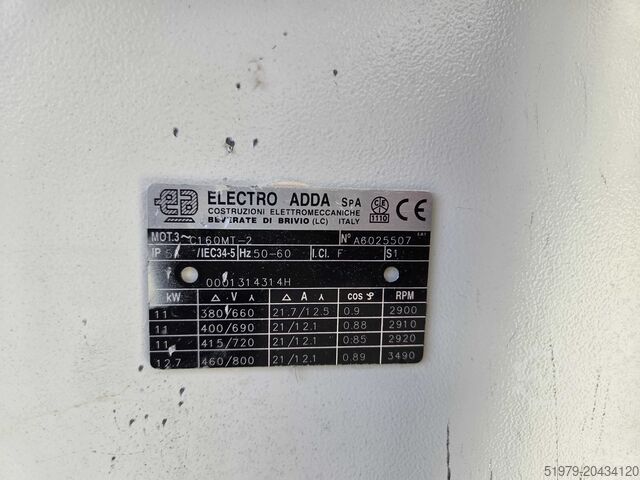 ELECTRO ADDA SpA
COSTRUZIONI ELETTROMECCANICHE
BEVERATE DI BRIVIO (LC) ITALY
CE 1110 CE
MOT.3~ C160MT-2 N° A6025507
IP /IEC34-5 Hz 50-60 I.Cl. F S1
0001314314H
kW △ V ⅄ △ A ⅄ cos φ RPM
11 380/660 21.7/12.5 0.9 2900
11 400/690 21/12.1 0.88 2910
11 415/720 21/12.1 0.85 2920
12.7 460/800 21/12.1 0.89 3490
51979-20434120